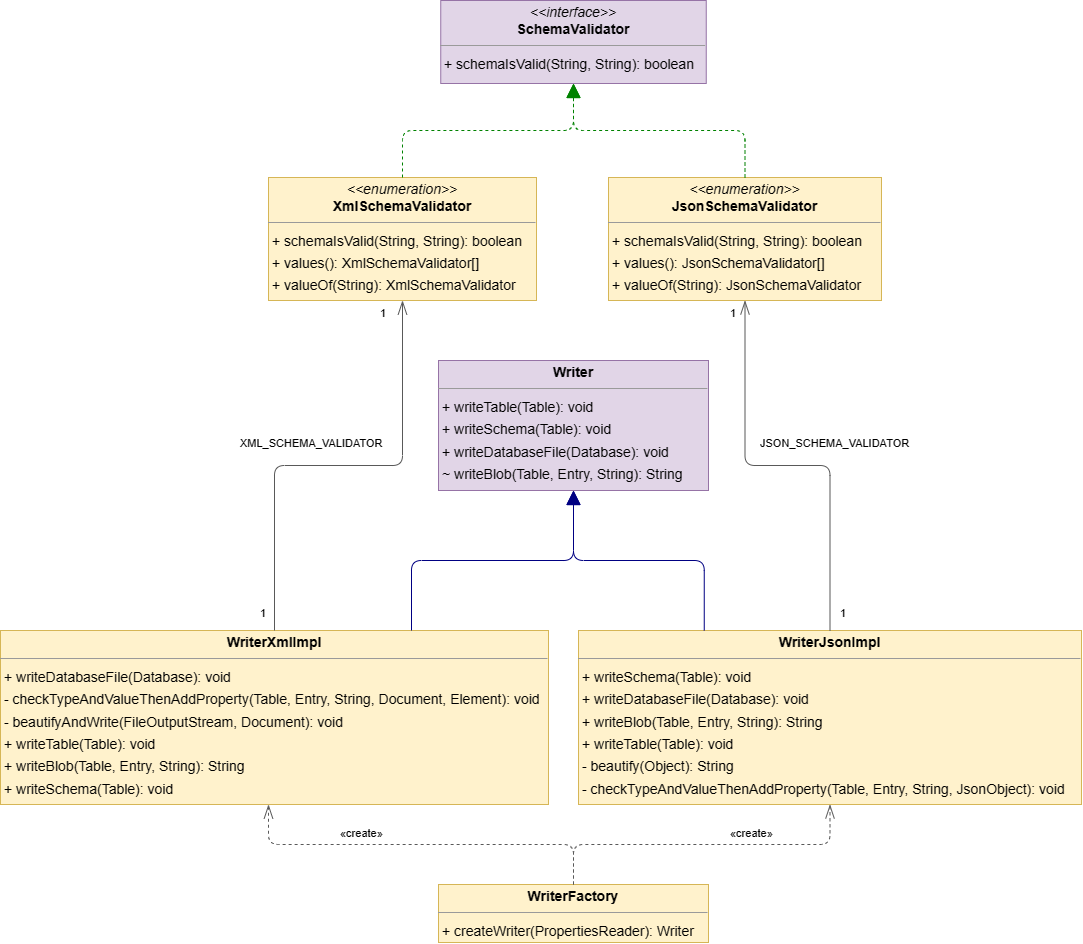 <<interface>>
SchemaValidator
+ schemaIsValid(String, String): boolean
<<enumeration>>
XmlSchemaValidator
+ schemaIsValid(String, String): boolean
+ values(): XmlSchemaValidator[]
+ valueOf(String): XmlSchemaValidator
<<enumeration>>
JsonSchemaValidator
+ schemaIsValid(String, String): boolean
+ values(): JsonSchemaValidator[]
+ valueOf(String): JsonSchemaValidator
1
1
Writer
+ writeTable(Table): void
+ writeSchema(Table): void
+ writeDatabaseFile(Database): void
~ writeBlob(Table, Entry, String): String
XML_SCHEMA_VALIDATOR
JSON_SCHEMA_VALIDATOR
1
1
WriterXmlImpl
+ writeDatabaseFile(Database): void
- checkTypeAndValueThenAddProperty(Table, Entry, String, Document, Element): void
- beautifyAndWrite(FileOutputStream, Document): void
+ writeTable(Table): void
+ writeBlob(Table, Entry, String): String
+ writeSchema(Table): void
WriterJsonImpl
+ writeSchema(Table): void
+ writeDatabaseFile(Database): void
+ writeBlob(Table, Entry, String): String
+ writeTable(Table): void
- beautify(Object): String
- checkTypeAndValueThenAddProperty(Table, Entry, String, JsonObject): void
«create»
«create»
WriterFactory
+ createWriter(PropertiesReader): Writer